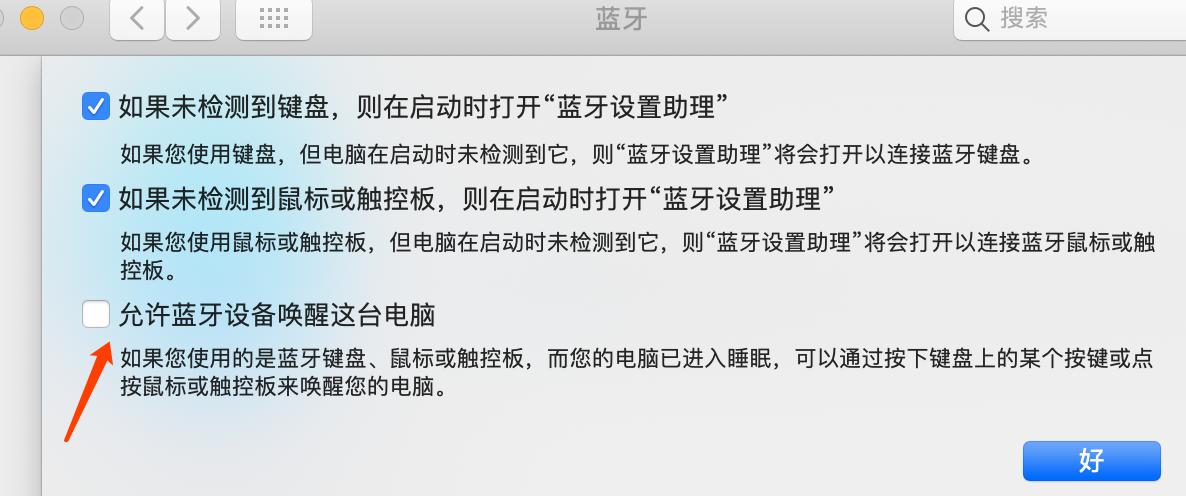 蓝牙
搜索
如果未检测到键盘，则在启动时打开“蓝牙设置助理”
如果您使用键盘，但电脑在启动时未检测到它，则“蓝牙设置助理”将会打开以连接蓝牙键盘。
如果未检测到鼠标或触控板，则在启动时打开“蓝牙设置助理”
如果您使用鼠标或触控板，但电脑在启动时未检测到它，则“蓝牙设置助理”将会打开以连接蓝牙鼠标或触
控板。
允许蓝牙设备唤醒这台电脑
如果您使用的是蓝牙键盘、鼠标或触控板，而您的电脑已进入睡眠，可以通过按下键盘上的某个按键或点
按鼠标或触控板来唤醒您的电脑。
好